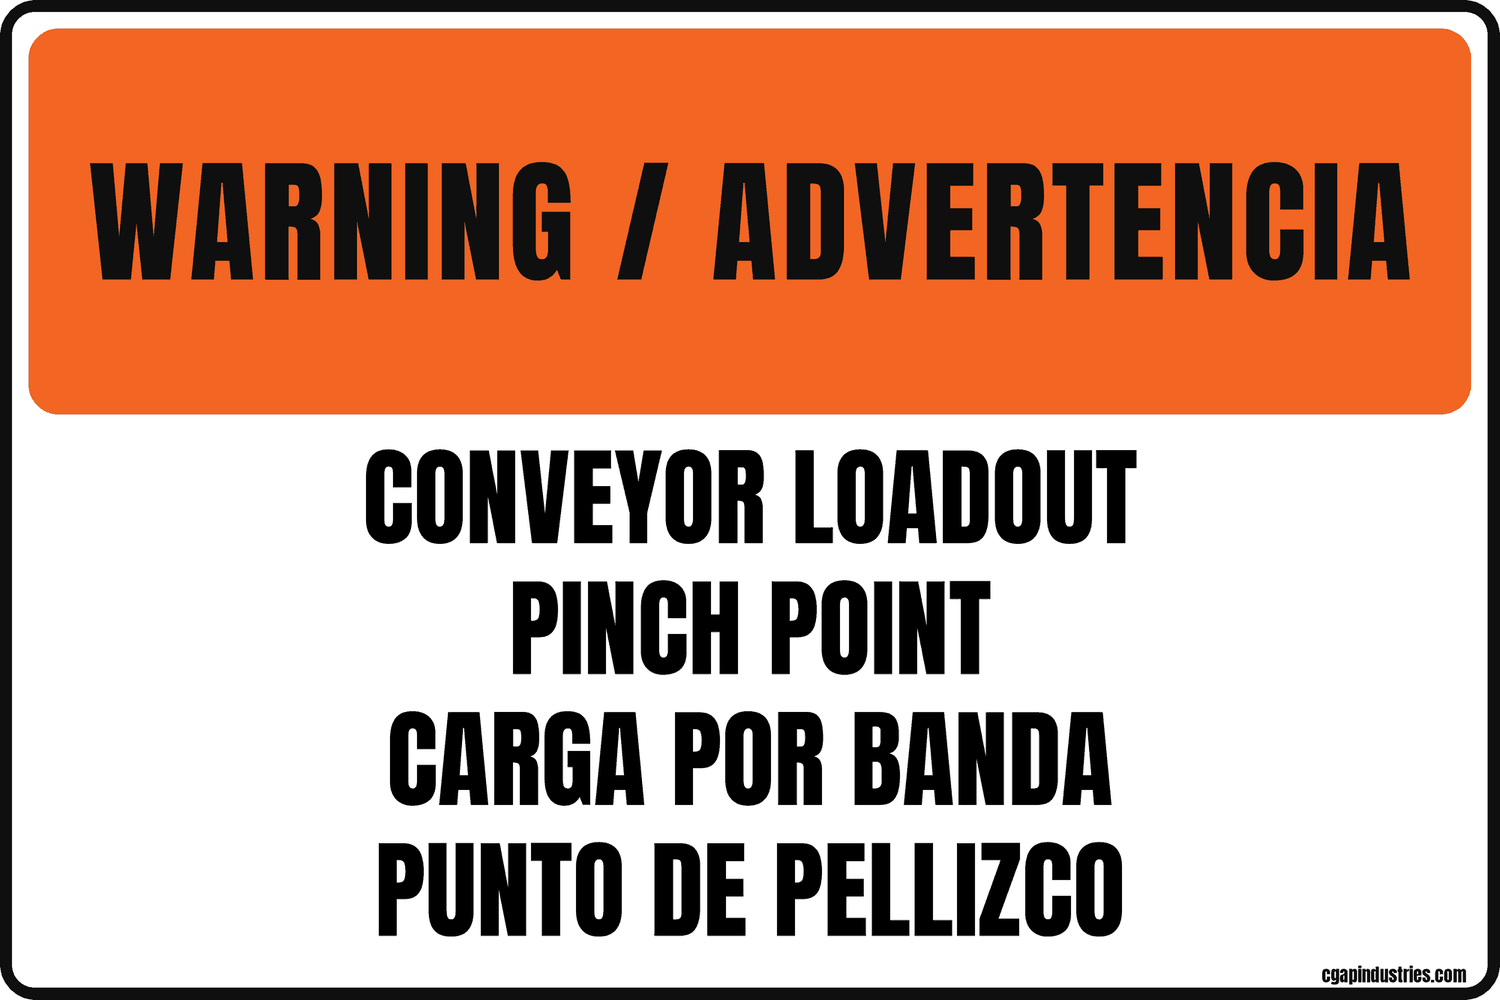 WARNING / ADVERTENCIA
CONVEYOR LOADOUT
PINCH POINT
CARGA POR BANDA
PUNTO DE PELLIZCO
cgapindustries.com